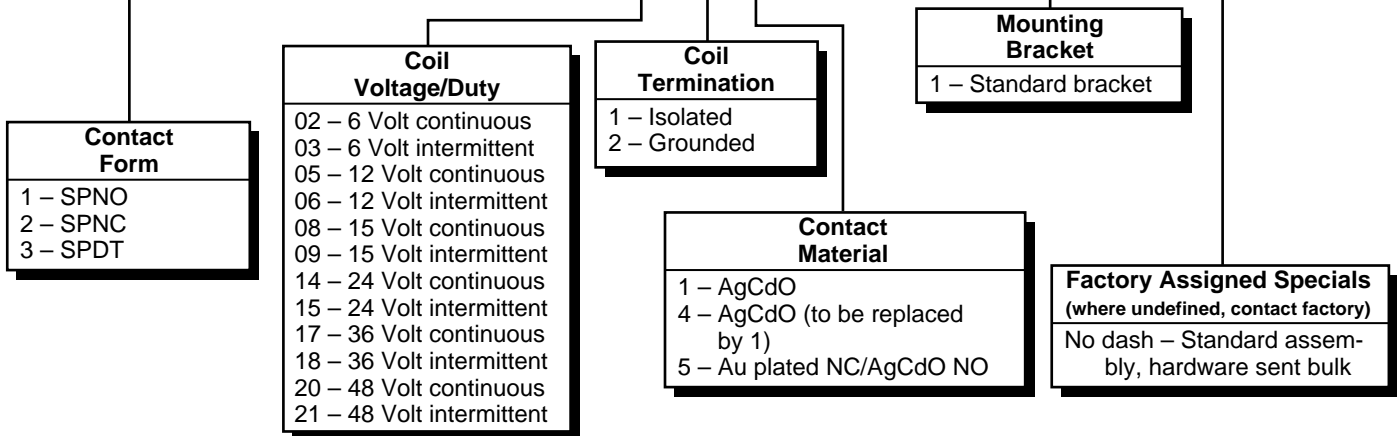 Contact
Form
1 – SPNO
2 – SPNC
3 – SPDT
Coil
Voltage/Duty
02 – 6 Volt continuous
03 – 6 Volt intermittent
05 – 12 Volt continuous
06 – 12 Volt intermittent
08 – 15 Volt continuous
09 – 15 Volt intermittent
14 – 24 Volt continuous
15 – 24 Volt intermittent
17 – 36 Volt continuous
18 – 36 Volt intermittent
20 – 48 Volt continuous
21 – 48 Volt intermittent
Coil
Termination
1 – Isolated
2 – Grounded
Contact
Material
1 – AgCdO
4 – AgCdO (to be replaced
by 1)
5 – Au plated NC/AgCdO NO
Mounting
Bracket
1 – Standard bracket
Factory Assigned Specials
(where undefined, contact factory)
No dash – Standard assem-
bly, hardware sent bulk